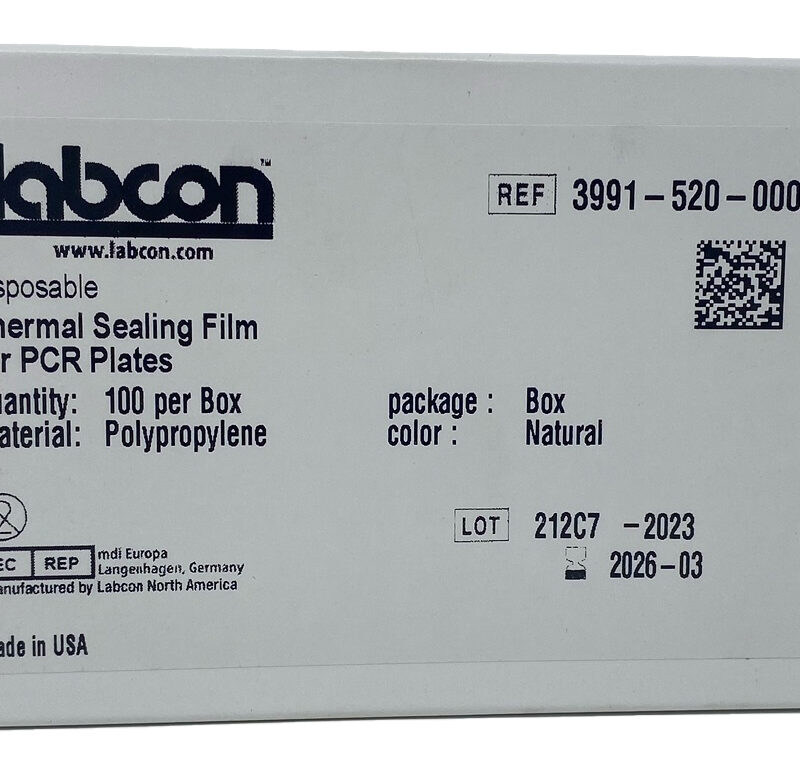 labcon™
www.labcon.com
REF 3991-520-000
sposable
hermal Sealing Film
r PCR Plates
antity: 100 per Box
aterial: Polypropylene
package : Box
color : Natural
LOT 212C7 -2023
2026-03
EC REP mdi Europa
Langenhagen, Germany
anufactured by Labcon North America
ade in USA